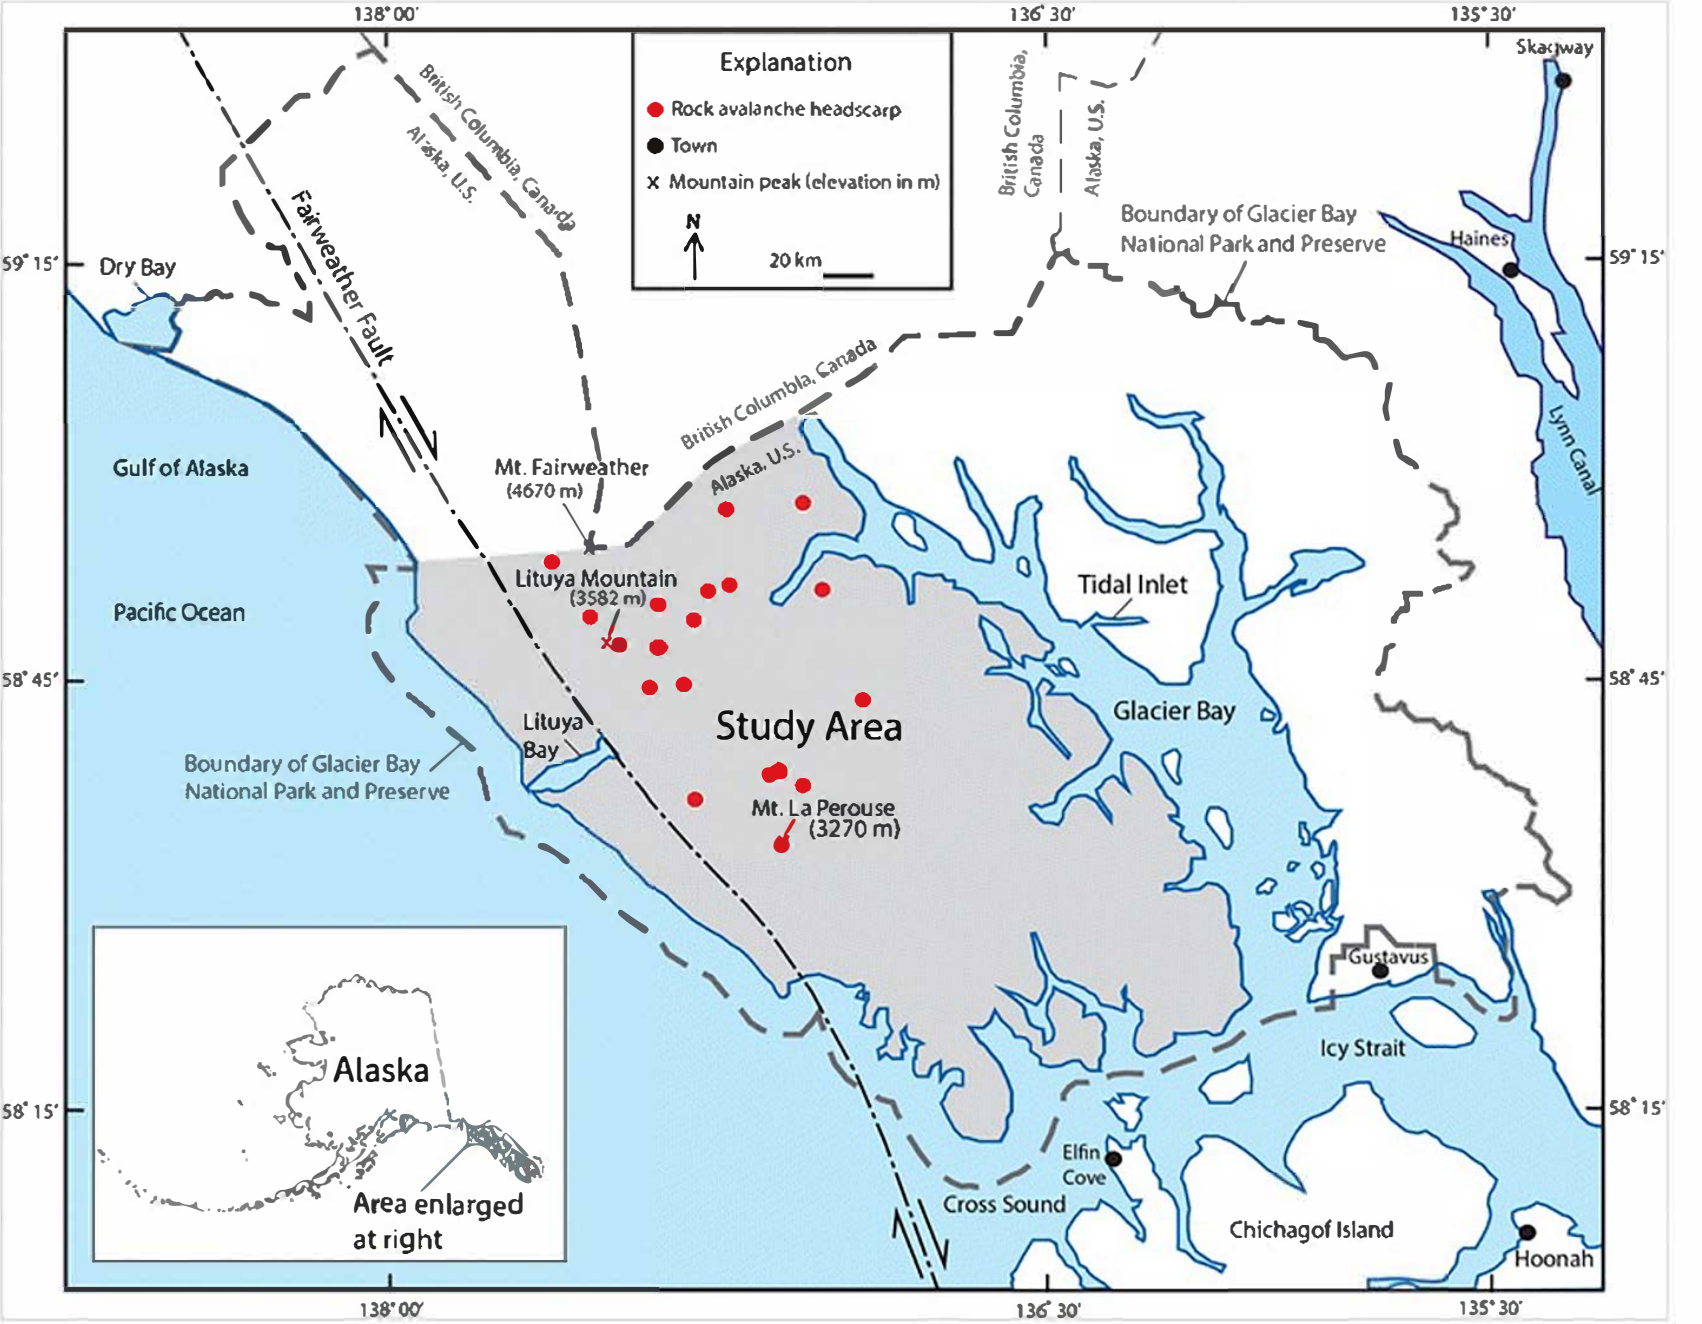 138°00'
136°30'
135°30'
Skagway
British Columbia, Canada
Alaska, U.S.
Explanation
Rock avalanche headscarp
Town
x Mountain peak (elevation in m)
N
20 km
British Columbia,
Canada
Alaska, U.S.
Boundary of Glacier Bay
National Park and Preserve
Haines
59°15'
59°15'
Dry Bay
Fairweather Fault
British Columbia, Canada
Alaska, U.S.
Lynn Canal
Gulf of Alaska
Mt. Fairweather
(4670 m)
Lituya Mountain
(3582 m)
Tidal Inlet
Pacific Ocean
58°45'
58°45'
Study Area
Glacier Bay
Lituya
Bay
Boundary of Glacier Bay
National Park and Preserve
Mt. La Perouse
(3270 m)
Gustavus
Icy Strait
Alaska
58°15'
58°15'
Area enlarged
at right
Elfin
Cove
Cross Sound
Chichagof Island
Hoonah
138°00'
136°30'
135°30'